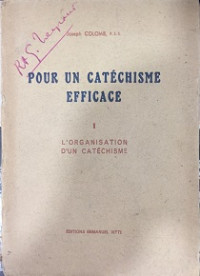 Joseph COLOMB, P.S.S.
POUR UN CATÉCHISME
EFFICACE
I
L'ORGANISATION
D'UN CATÉCHISME
ÉDITIONS EMMANUEL VITTE